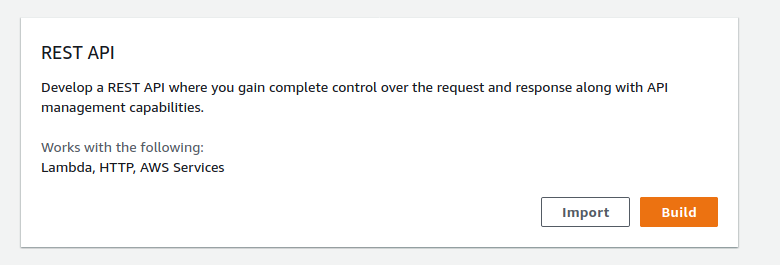 REST API
Develop a REST API where you gain complete control over the request and response along with API
management capabilities.
Works with the following:
Lambda, HTTP, AWS Services
Import
Build